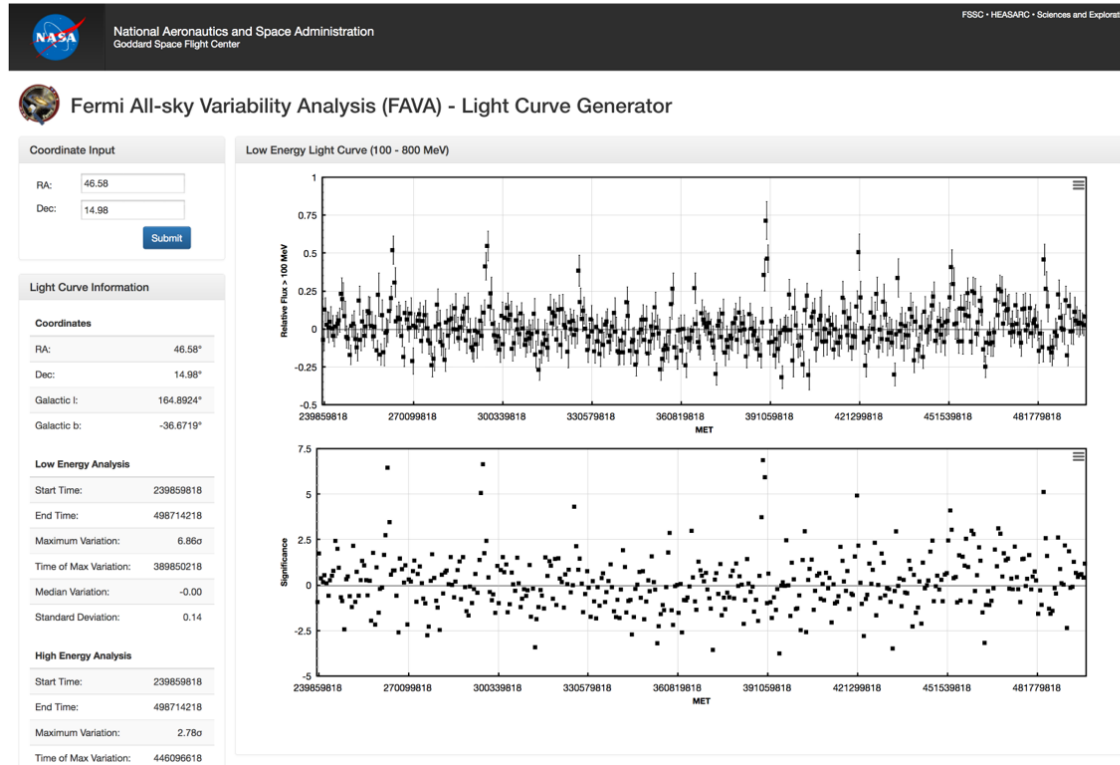 FSSC • HEASARC • Sciences and Explorat
NASA
National Aeronautics and Space Administration
Goddard Space Flight Center
Fermi All-sky Variability Analysis (FAVA) - Light Curve Generator
Coordinate Input
RA: 46.58
Dec: 14.98
Submit
Light Curve Information
Coordinates
RA: 46.58°
Dec: 14.98°
Galactic l: 164.8924°
Galactic b: -36.6719°
Low Energy Analysis
Start Time: 239859818
End Time: 498714218
Maximum Variation: 6.86σ
Time of Max Variation: 389850218
Median Variation: -0.00
Standard Deviation: 0.14
High Energy Analysis
Start Time: 239859818
End Time: 498714218
Maximum Variation: 2.78σ
Time of Max Variation: 446096618
Low Energy Light Curve (100 - 800 MeV)
Relative Flux > 100 MeV
1
0.75
0.5
0.25
0
-0.25
-0.5
239859818 270099818 300339818 330579818 360819818 391059818 421299818 451539818 481779818
MET
Significance
7.5
5
2.5
0
-2.5
-5
239859818 270099818 300339818 330579818 360819818 391059818 421299818 451539818 481779818
MET